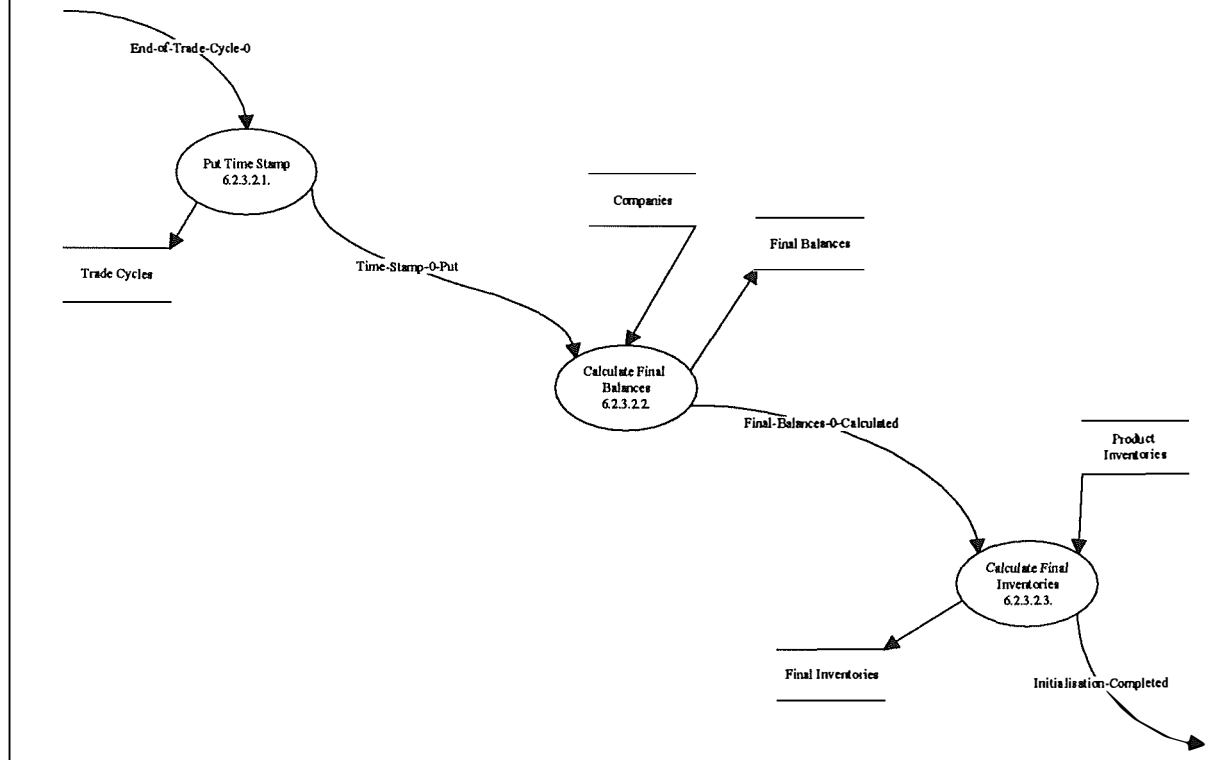 End-of-Trade-Cycle-0
Put Time Stamp
6.2.3.2.1.
Trade Cycles
Time-Stamp-0-Put
Companies
Final Balances
Calculate Final
Balances
6.2.3.2.2.
Final-Balances-0-Calculated
Product
Inventories
Calculate Final
Inventories
6.2.3.2.3.
Final Inventories
Initialisation-Completed